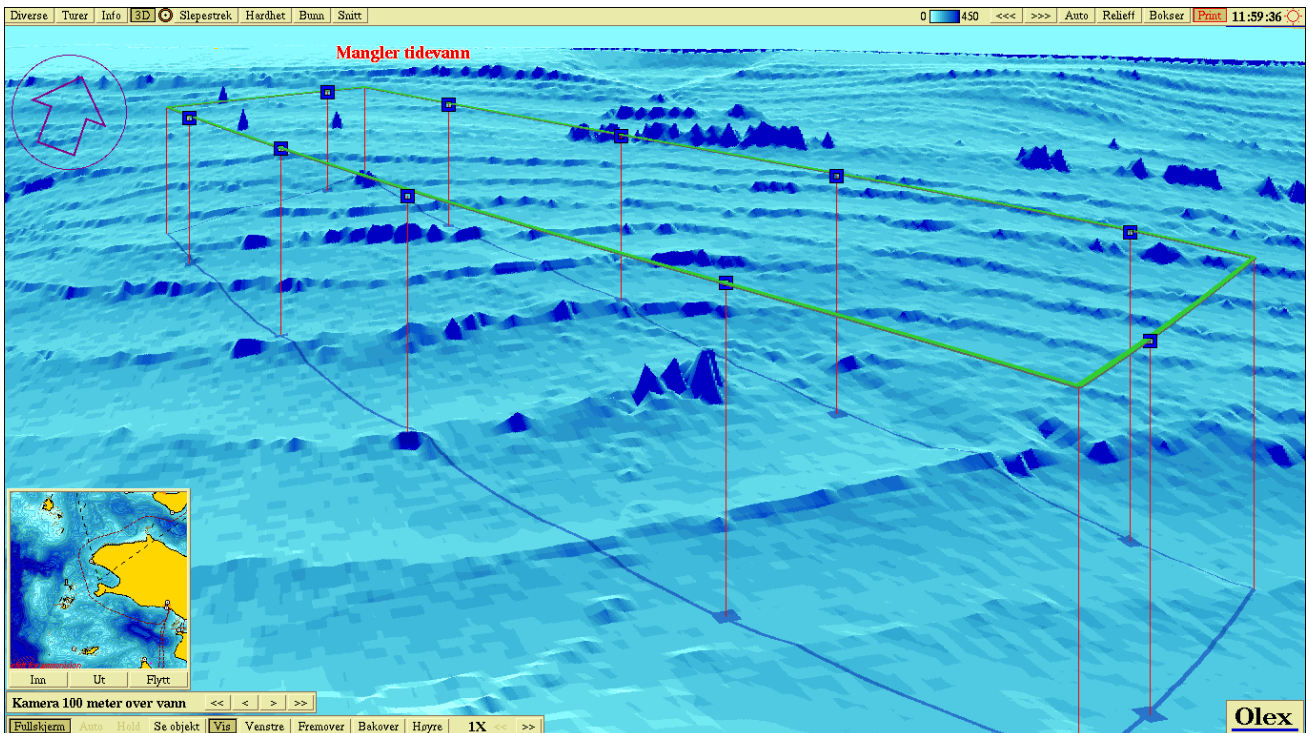 Diverse Turer Info 3D Slepestrek Hardhet Bunn Snitt 0 450 <<< >>> Auto Relieff Bokser Print 11:59:36
Mangler tidevann
Inn Ut Flytt
Kamera 100 meter over vann << < > >>
Fullskjerm Auto Hold Se objekt Vis Venstre Fremover Bakover Høyre 1X << >>
Olex